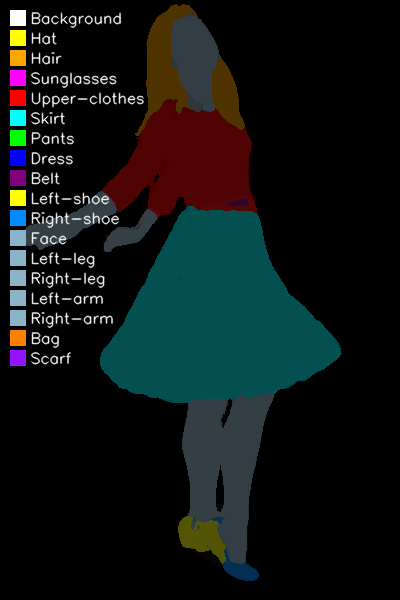 Background
Hat
Hair
Sunglasses
Upper-clothes
Skirt
Pants
Dress
Belt
Left-shoe
Right-shoe
Face
Left-leg
Right-leg
Left-arm
Right-arm
Bag
Scarf